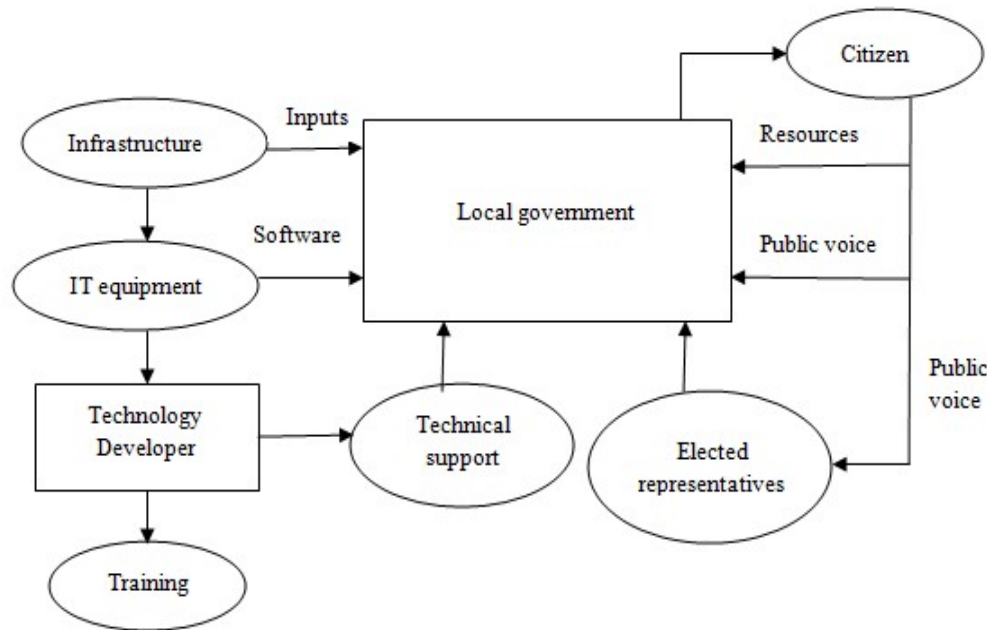 Citizen
Inputs
Infrastructure
Resources
Local government
Software
Public voice
IT equipment
Public
voice
Technology
Developer
Technical
support
Elected
representatives
Training